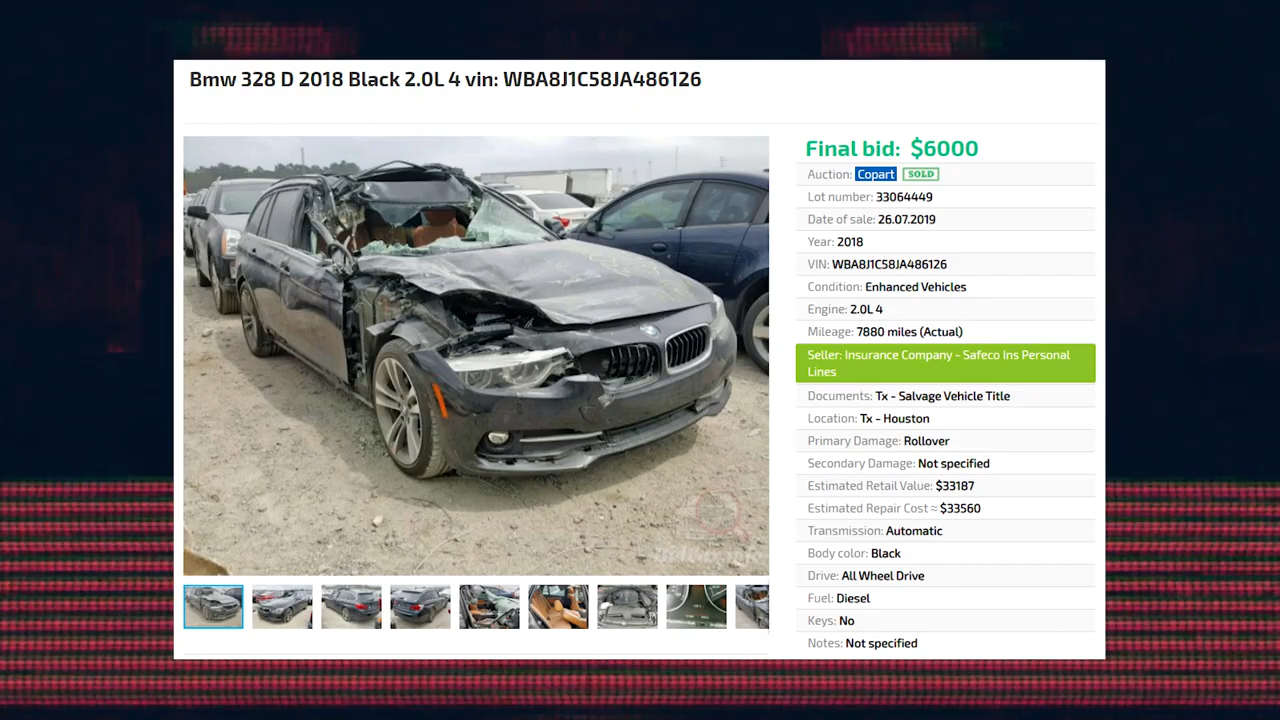 Bmw 328 D 2018 Black 2.0L 4 vin: WBA8J1C58JA486126
Final bid: $6000
Auction: Copart SOLD
Lot number: 33064449
Date of sale: 26.07.2019
Year: 2018
VIN: WBA8J1C58JA486126
Condition: Enhanced Vehicles
Engine: 2.0L 4
Mileage: 7880 miles (Actual)
Seller: Insurance Company - Safeco Ins Personal
Lines
Documents: Tx - Salvage Vehicle Title
Location: Tx - Houston
Primary Damage: Rollover
Secondary Damage: Not specified
Estimated Retail Value: $33187
Estimated Repair Cost ≈ $33560
Transmission: Automatic
Body color: Black
Drive: All Wheel Drive
Fuel: Diesel
Keys: No
Notes: Not specified